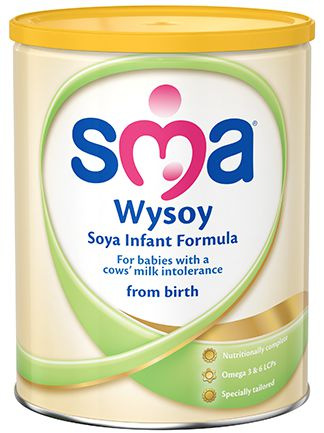 sma®
Wysoy
Soya Infant Formula
For babies with a
cows' milk intolerance
from birth
Nutritionally complete
Omega 3 & 6 LCPs
Specially tailored